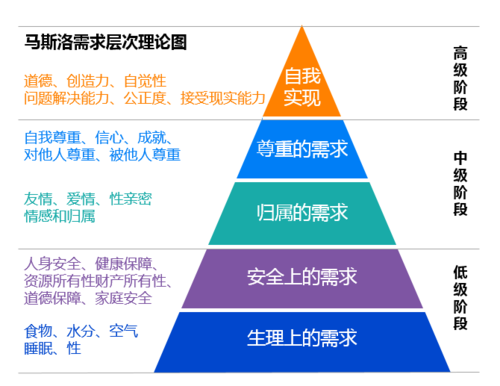 马斯洛需求层次理论图
道德、创造力、自觉性
问题解决能力、公正度、接受现实能力
自我
实现
高级阶段
自我尊重、信心、成就、
对他人尊重、被他人尊重
尊重的需求
中级阶段
友情、爱情、性亲密
情感和归属
归属的需求
人身安全、健康保障、
资源所有性财产所有性、
道德保障、家庭安全
安全上的需求
低级阶段
食物、水分、空气
睡眠、性
生理上的需求